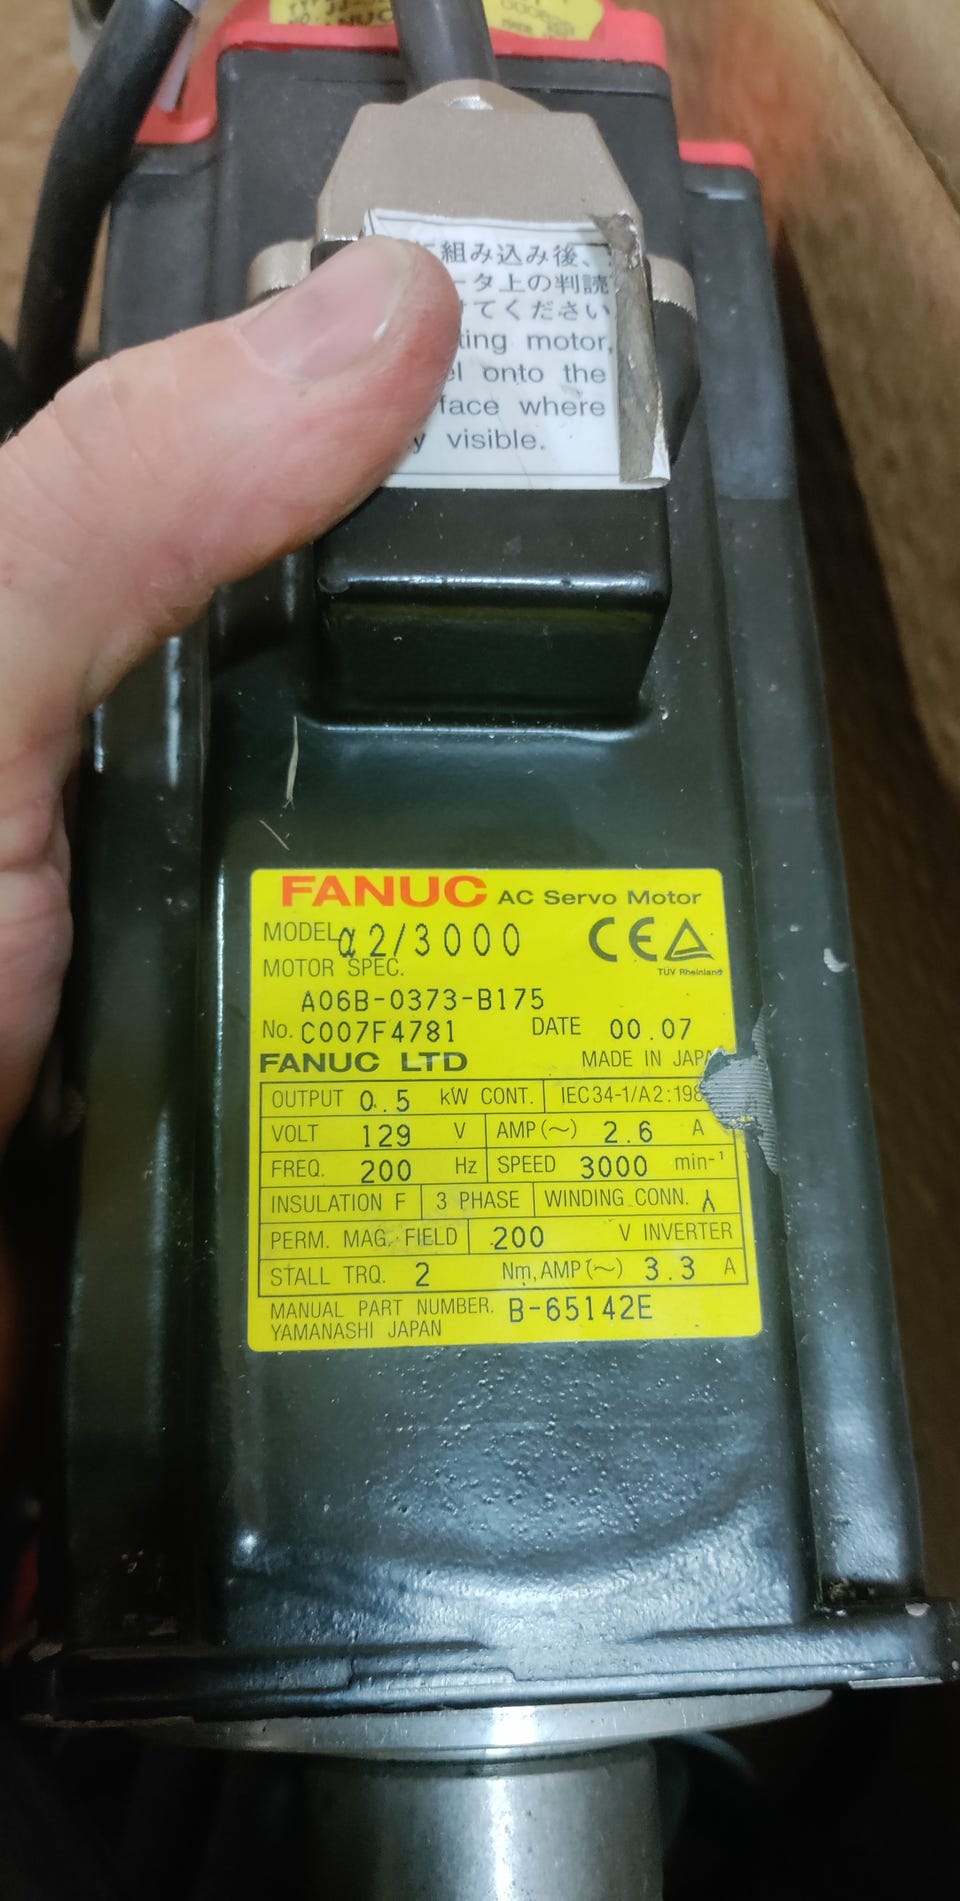 組み込み後、
ータ上の判読
てください
ting motor,
onto the
face where
visible.
FANUC AC Servo Motor
MODEL α2/3000
CE
TÜV Rheinland
MOTOR SPEC.
A06B-0373-B175
No. C007F4781 DATE 00.07
FANUC LTD MADE IN JAPA
OUTPUT 0.5 kW CONT. IEC34-1/A2:198
VOLT 129 V AMP(~) 2.6 A
FREQ. 200 Hz SPEED 3000 min⁻¹
INSULATION F 3 PHASE WINDING CONN. Y
PERM. MAG. FIELD 200 V INVERTER
STALL TRQ. 2 Nm, AMP(~) 3.3 A
MANUAL PART NUMBER. B-65142E
YAMANASHI JAPAN